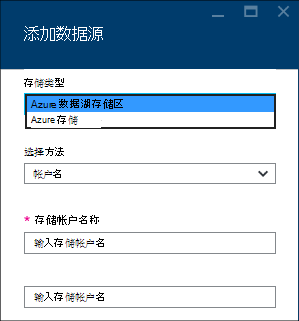 添加数据源
存储类型
Azure 数据湖存储区
Azure 存储
选择方法
帐户名
* 存储帐户名称
输入存储帐户名
输入存储帐户名